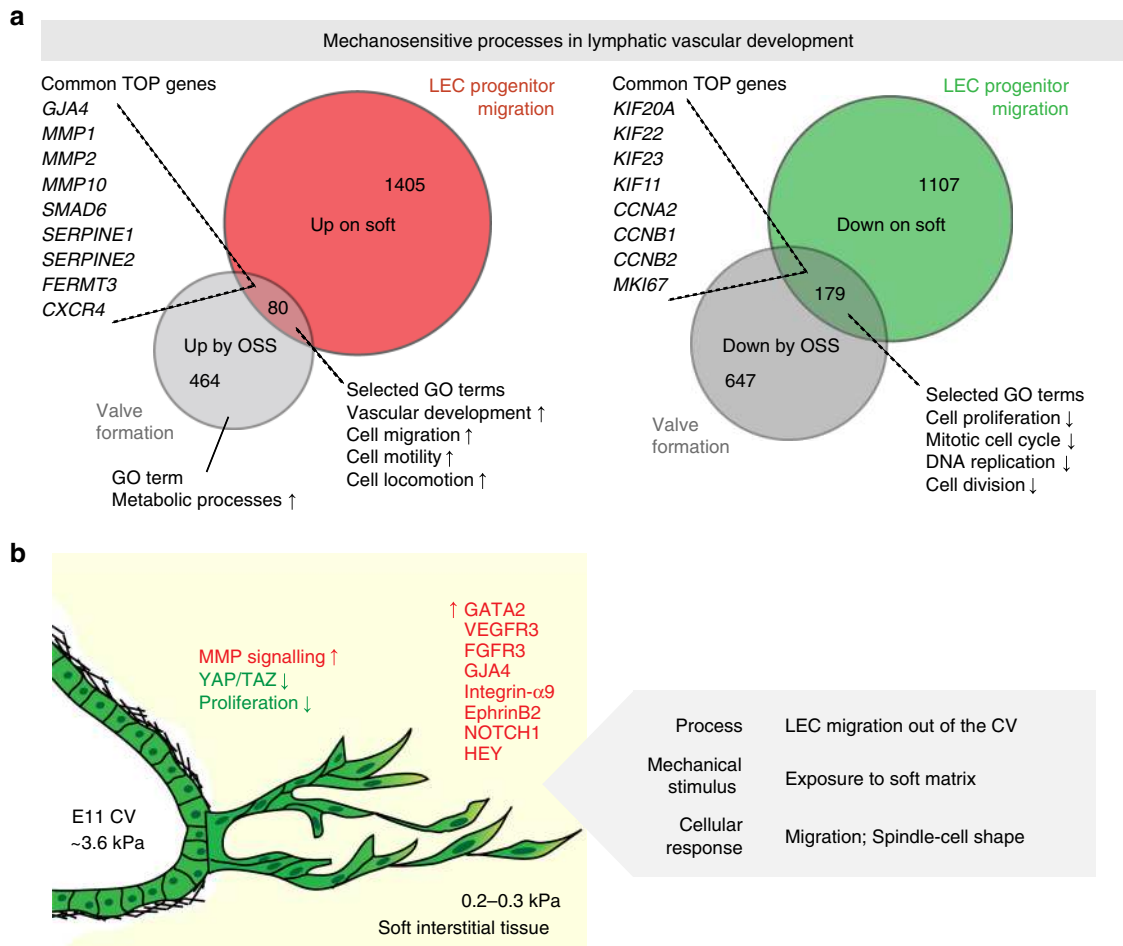 a
Mechanosensitive processes in lymphatic vascular development
Common TOP genes
GJA4
MMP1
MMP2
MMP10
SMAD6
SERPINE1
SERPINE2
FERMT3
CXCR4
LEC progenitor
migration
1405
Up on soft
80
Up by OSS
464
Valve
formation
GO term
Metabolic processes ↑
Selected GO terms
Vascular development ↑
Cell migration ↑
Cell motility ↑
Cell locomotion ↑
Common TOP genes
KIF20A
KIF22
KIF23
KIF11
CCNA2
CCNB1
CCNB2
MKI67
LEC progenitor
migration
1107
Down on soft
179
Down by OSS
647
Valve
formation
Selected GO terms
Cell proliferation ↓
Mitotic cell cycle ↓
DNA replication ↓
Cell division ↓
b
MMP signalling ↑
YAP/TAZ ↓
Proliferation ↓
↑ GATA2
VEGFR3
FGFR3
GJA4
Integrin-α9
EphrinB2
NOTCH1
HEY
E11 CV
~3.6 kPa
0.2–0.3 kPa
Soft interstitial tissue
Process LEC migration out of the CV
Mechanical
stimulus Exposure to soft matrix
Cellular
response Migration; Spindle-cell shape